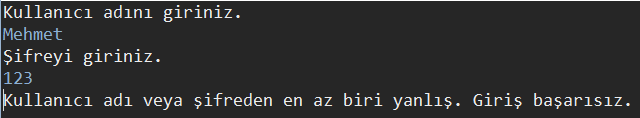 Kullanıcı adını giriniz.
Mehmet
Şifreyi giriniz.
123
Kullanıcı adı veya şifreden en az biri yanlış. Giriş başarısız.